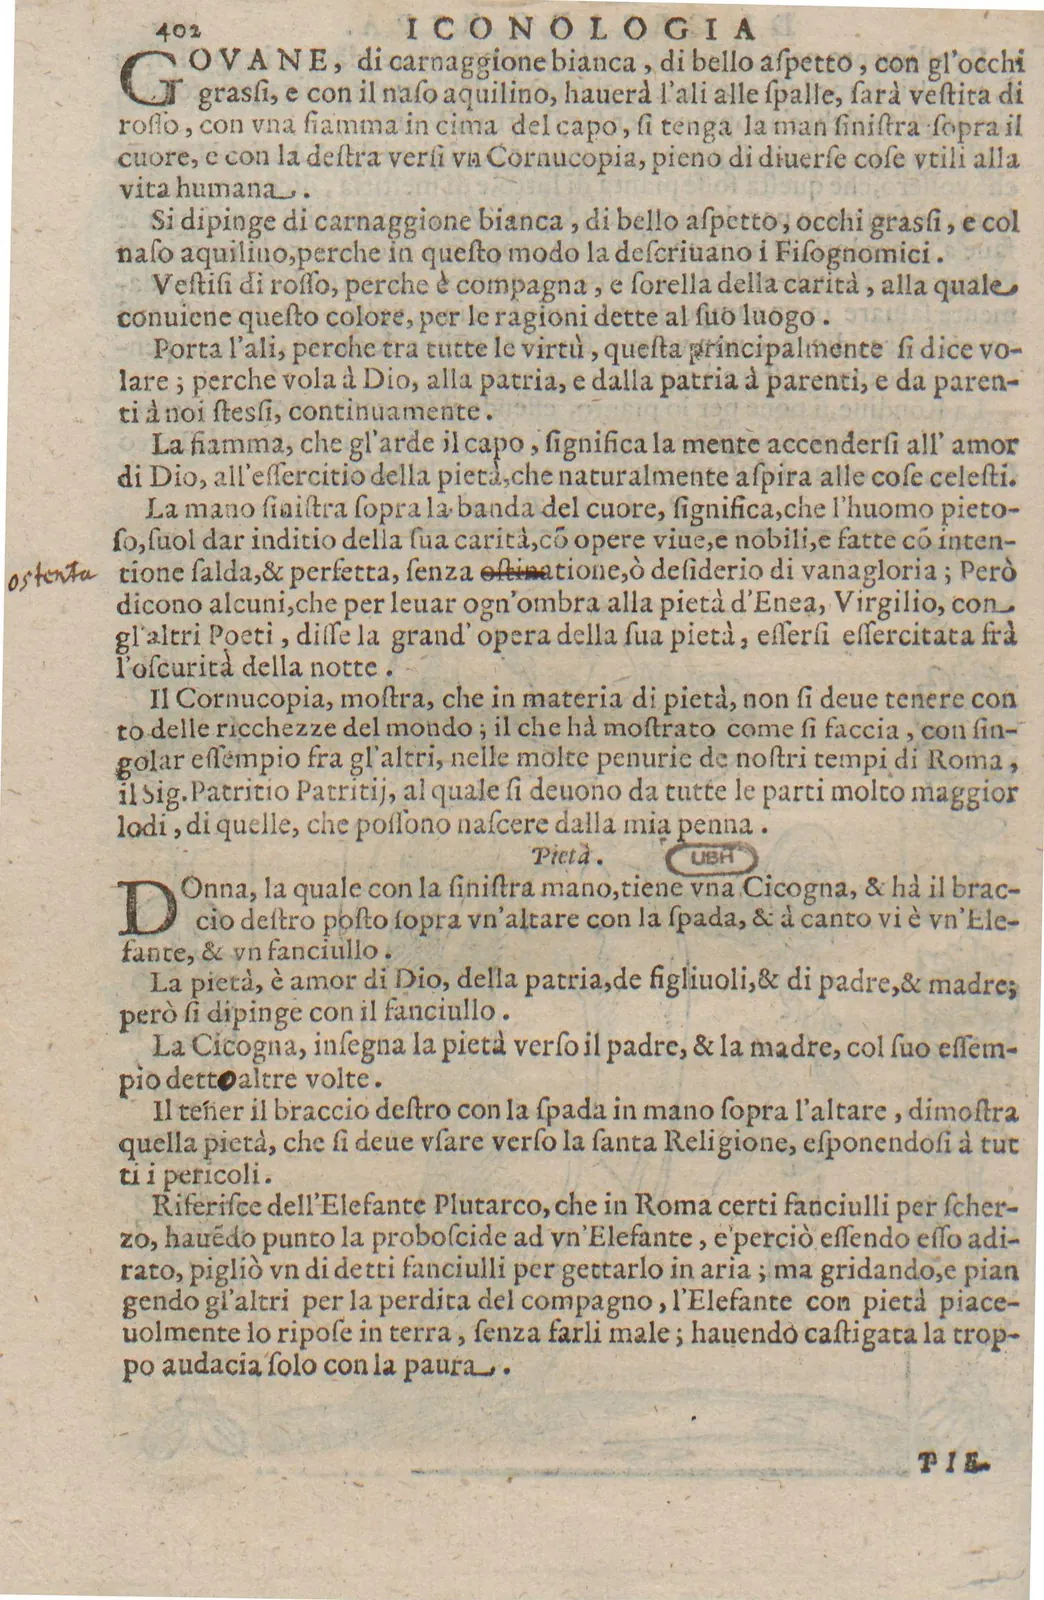 402 ICONOLOGIA
GOVANE, di carnaggione bianca, di bello aſpetto, con gl'occhi
graſſi, e con il naſo aquilino, hauerà l'ali alle ſpalle, ſarà veſtita di
roſſo, con vna fiamma in cima del capo, ſi tenga la man ſiniſtra ſopra il
cuore, e con la deſtra verſi vn Cornucopia, pieno di diuerſe coſe vtili alla
vita humana.
Si dipinge di carnaggione bianca, di bello aſpetto, occhi graſſi, e col
naſo aquilino, perche in queſto modo la deſcriuano i Fiſognomici.
Veſtiſi di roſſo, perche è compagna, e ſorella della carità, alla quale
conuiene queſto colore, per le ragioni dette al ſuo luogo.
Porta l'ali, perche tra tutte le virtù, queſta principalmente ſi dice vo-
lare; perche vola à Dio, alla patria, e dalla patria à parenti, e da paren-
ti à noi ſteſſi, continuamente.
La fiamma, che gl'arde il capo, ſignifica la mente accenderſi all' amor
di Dio, all'eſſercitio della pietà, che naturalmente aſpira alle coſe celeſti.
La mano ſiniſtra ſopra la banda del cuore, ſignifica, che l'huomo pieto-
ſo, ſuol dar inditio della ſua carità, cõ opere viue, e nobili, e fatte cõ inten-
ostenta tione ſalda, & perfetta, ſenza oſtinatione, ò deſiderio di vanagloria; Però
dicono alcuni, che per leuar ogn'ombra alla pietà d'Enea, Virgilio, con
gl'altri Poeti, diſſe la grand' opera della ſua pietà, eſſerſi eſſercitata frà
l'oſcurità della notte.
Il Cornucopia, moſtra, che in materia di pietà, non ſi deue tenere con
to delle ricchezze del mondo; il che hà moſtrato come ſi faccia, con ſin-
golar eſſempio fra gl'altri, nelle molte penurie de noſtri tempi di Roma,
il Sig. Patritio Patritij, al quale ſi deuono da tutte le parti molto maggior
lodi, di quelle, che poſſono naſcere dalla mia penna.
Pietà. UBH
DOnna, la quale con la ſiniſtra mano, tiene vna Cicogna, & hà il brac-
cio deſtro poſto ſopra vn'altare con la ſpada, & à canto vi è vn'Ele-
fante, & vn fanciullo.
La pietà, è amor di Dio, della patria, de figliuoli, & di padre, & madre;
però ſi dipinge con il fanciullo.
La Cicogna, inſegna la pietà verſo il padre, & la madre, col ſuo eſſem-
pio detto altre volte.
Il tener il braccio deſtro con la ſpada in mano ſopra l'altare, dimoſtra
quella pietà, che ſi deue vſare verſo la ſanta Religione, eſponendoſi à tut
ti i pericoli.
Riferiſce dell'Elefante Plutarco, che in Roma certi fanciulli per ſcher-
zo, hauẽdo punto la proboſcide ad vn'Elefante, e perciò eſſendo eſſo adi-
rato, pigliò vn di detti fanciulli per gettarlo in aria; ma gridando, e pian
gendo gl'altri per la perdita del compagno, l'Elefante con pietà piace-
uolmente lo ripoſe in terra, ſenza farli male; hauendo caſtigata la trop-
po audacia ſolo con la paura.
PIE-